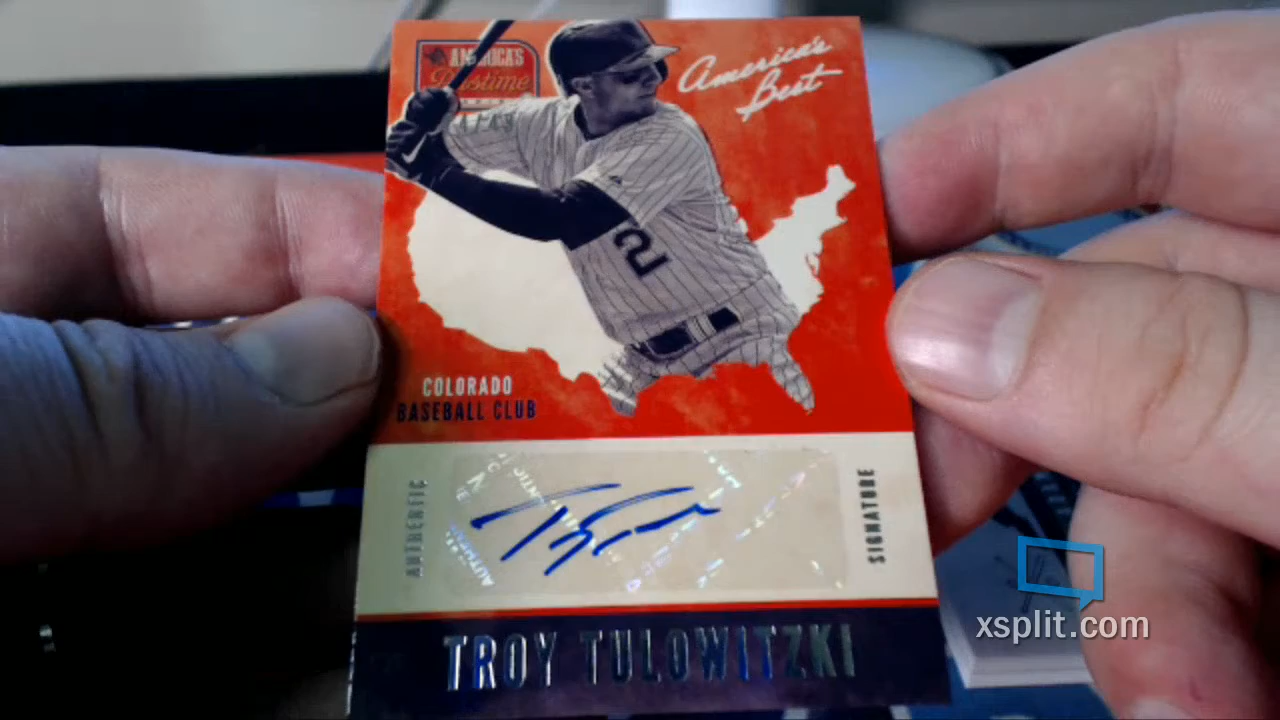 AMERICA'S
Pastime
America's
Best
2
COLORADO
BASEBALL CLUB
AUTHENTIC
SIGNATURE
TROY TULOWITZKI
xsplit.com